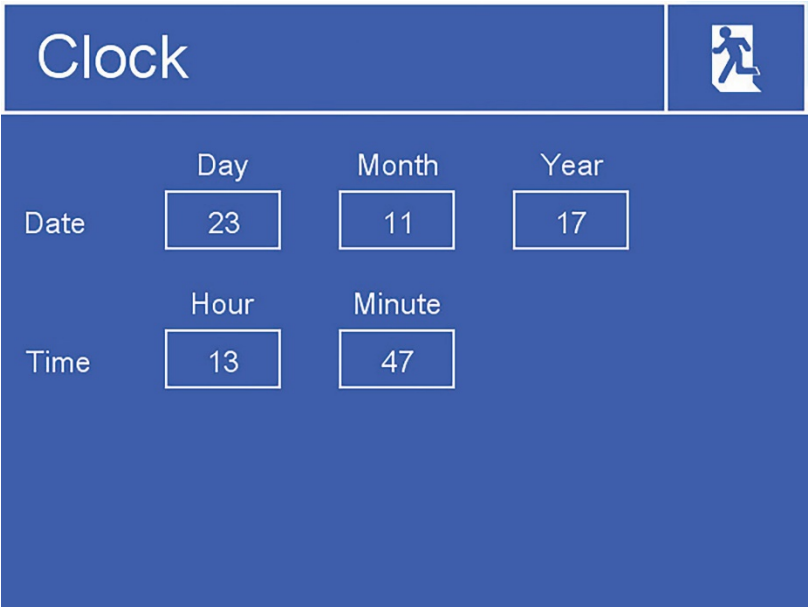 Clock
Day Month Year
Date 23 11 17
Hour Minute
Time 13 47